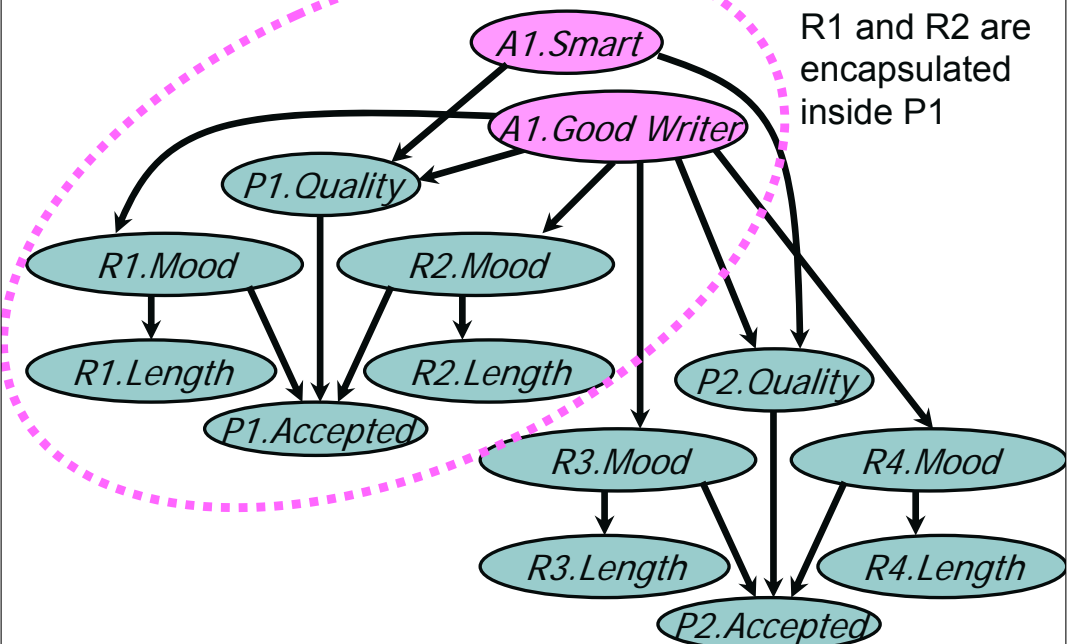 R1 and R2 are
encapsulated
inside P1
A1.Smart
A1.Good Writer
P1.Quality
R1.Mood
R2.Mood
R1.Length
R2.Length
P1.Accepted
P2.Quality
R3.Mood
R4.Mood
R3.Length
R4.Length
P2.Accepted